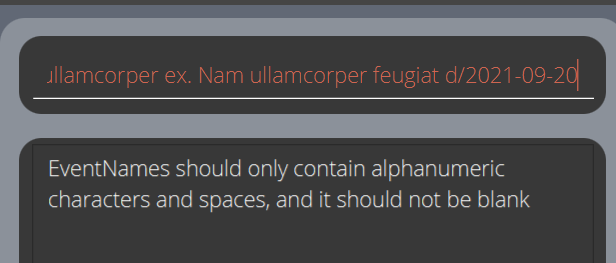 ullamcorper ex. Nam ullamcorper feugiat d/2021-09-20
EventNames should only contain alphanumeric
characters and spaces, and it should not be blank